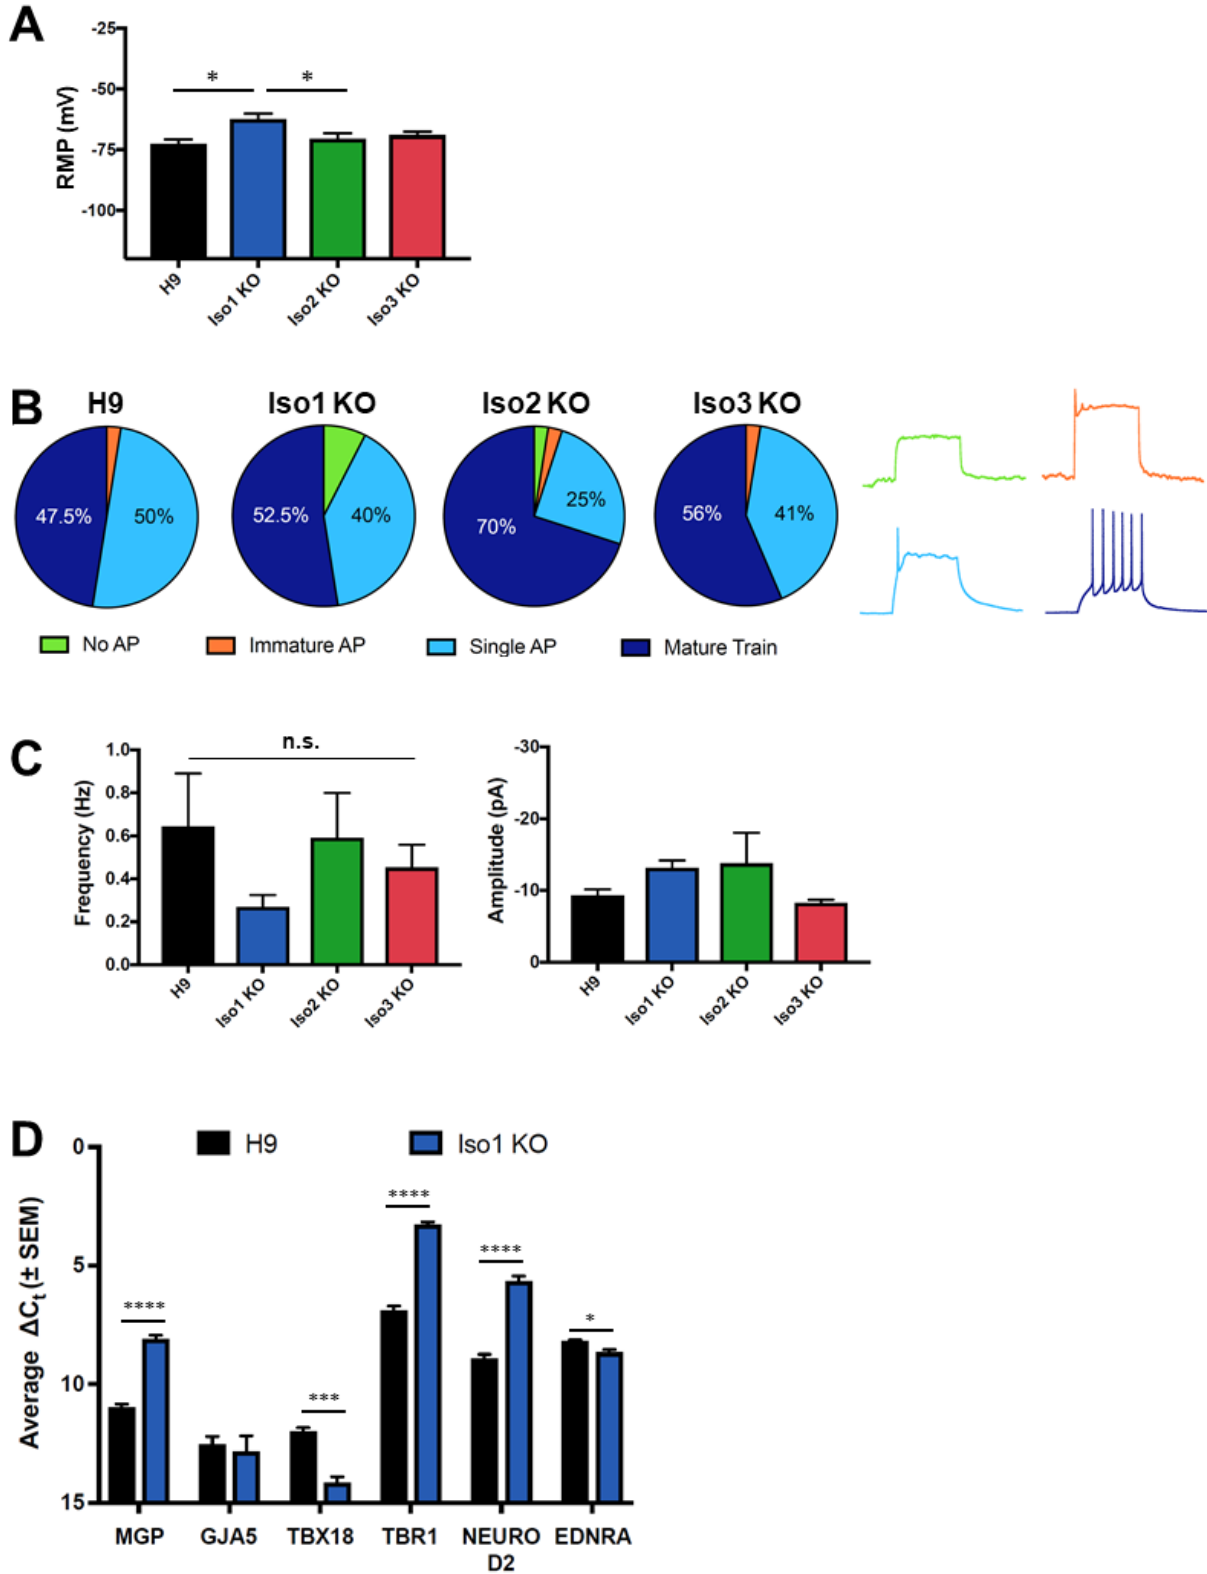 A
-25
-50
-75
-100
RMP (mV)
*
*
H9
Iso1 KO
Iso2 KO
Iso3 KO
B
H9
Iso1 KO
Iso2 KO
Iso3 KO
47.5%
50%
52.5%
40%
70%
25%
56%
41%
No AP
Immature AP
Single AP
Mature Train
C
n.s.
1.0
0.8
0.6
0.4
0.2
0.0
Frequency (Hz)
H9
Iso1 KO
Iso2 KO
Iso3 KO
-30
-20
-10
0
Amplitude (pA)
H9
Iso1 KO
Iso2 KO
Iso3 KO
D
H9
Iso1 KO
0
5
10
15
Average ΔCt (± SEM)
****
***
****
****
*
MGP
GJA5
TBX18
TBR1
NEURO
D2
EDNRA